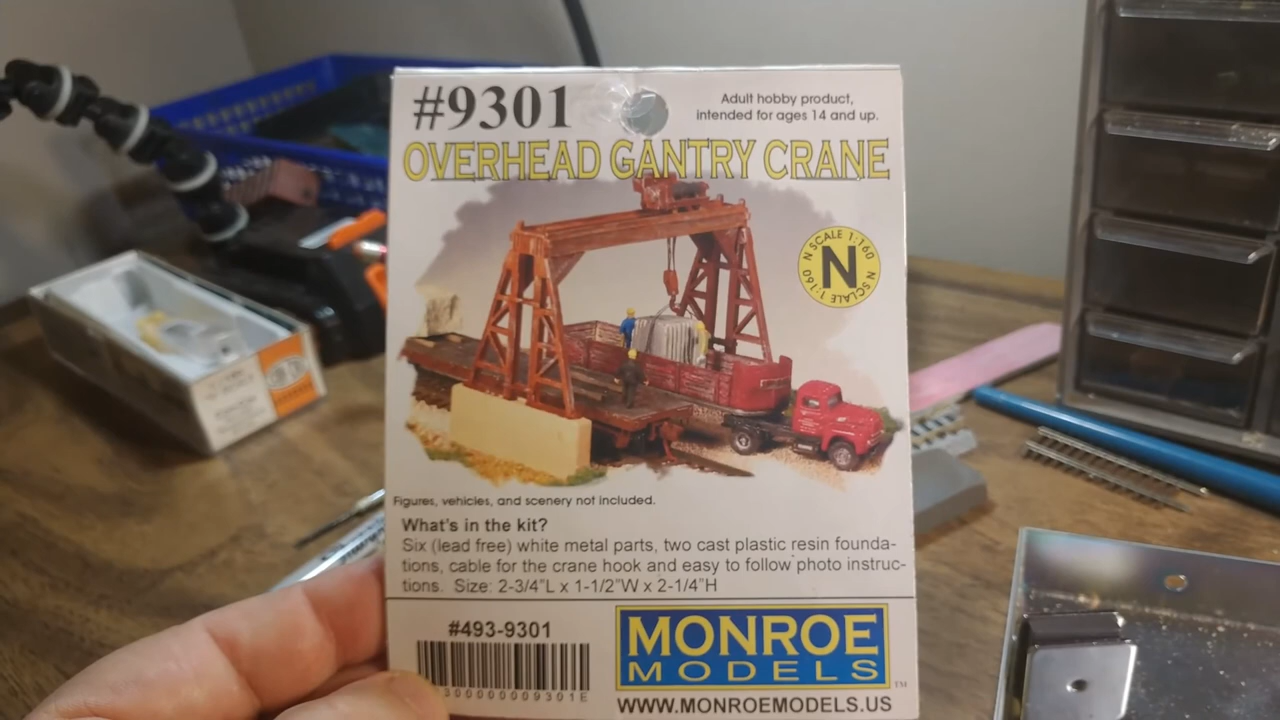 #9301
Adult hobby product,
intended for ages 14 and up.
OVERHEAD GANTRY CRANE
N SCALE 1:160
N
N SCALE 1:160
Figures, vehicles, and scenery not included.
What's in the kit?
Six (lead free) white metal parts, two cast plastic resin founda-
tions, cable for the crane hook and easy to follow photo instruc-
tions. Size: 2-3/4"L x 1-1/2"W x 2-1/4"H
#493-9301
MONROE
MODELS
TM
WWW.MONROEMODELS.US